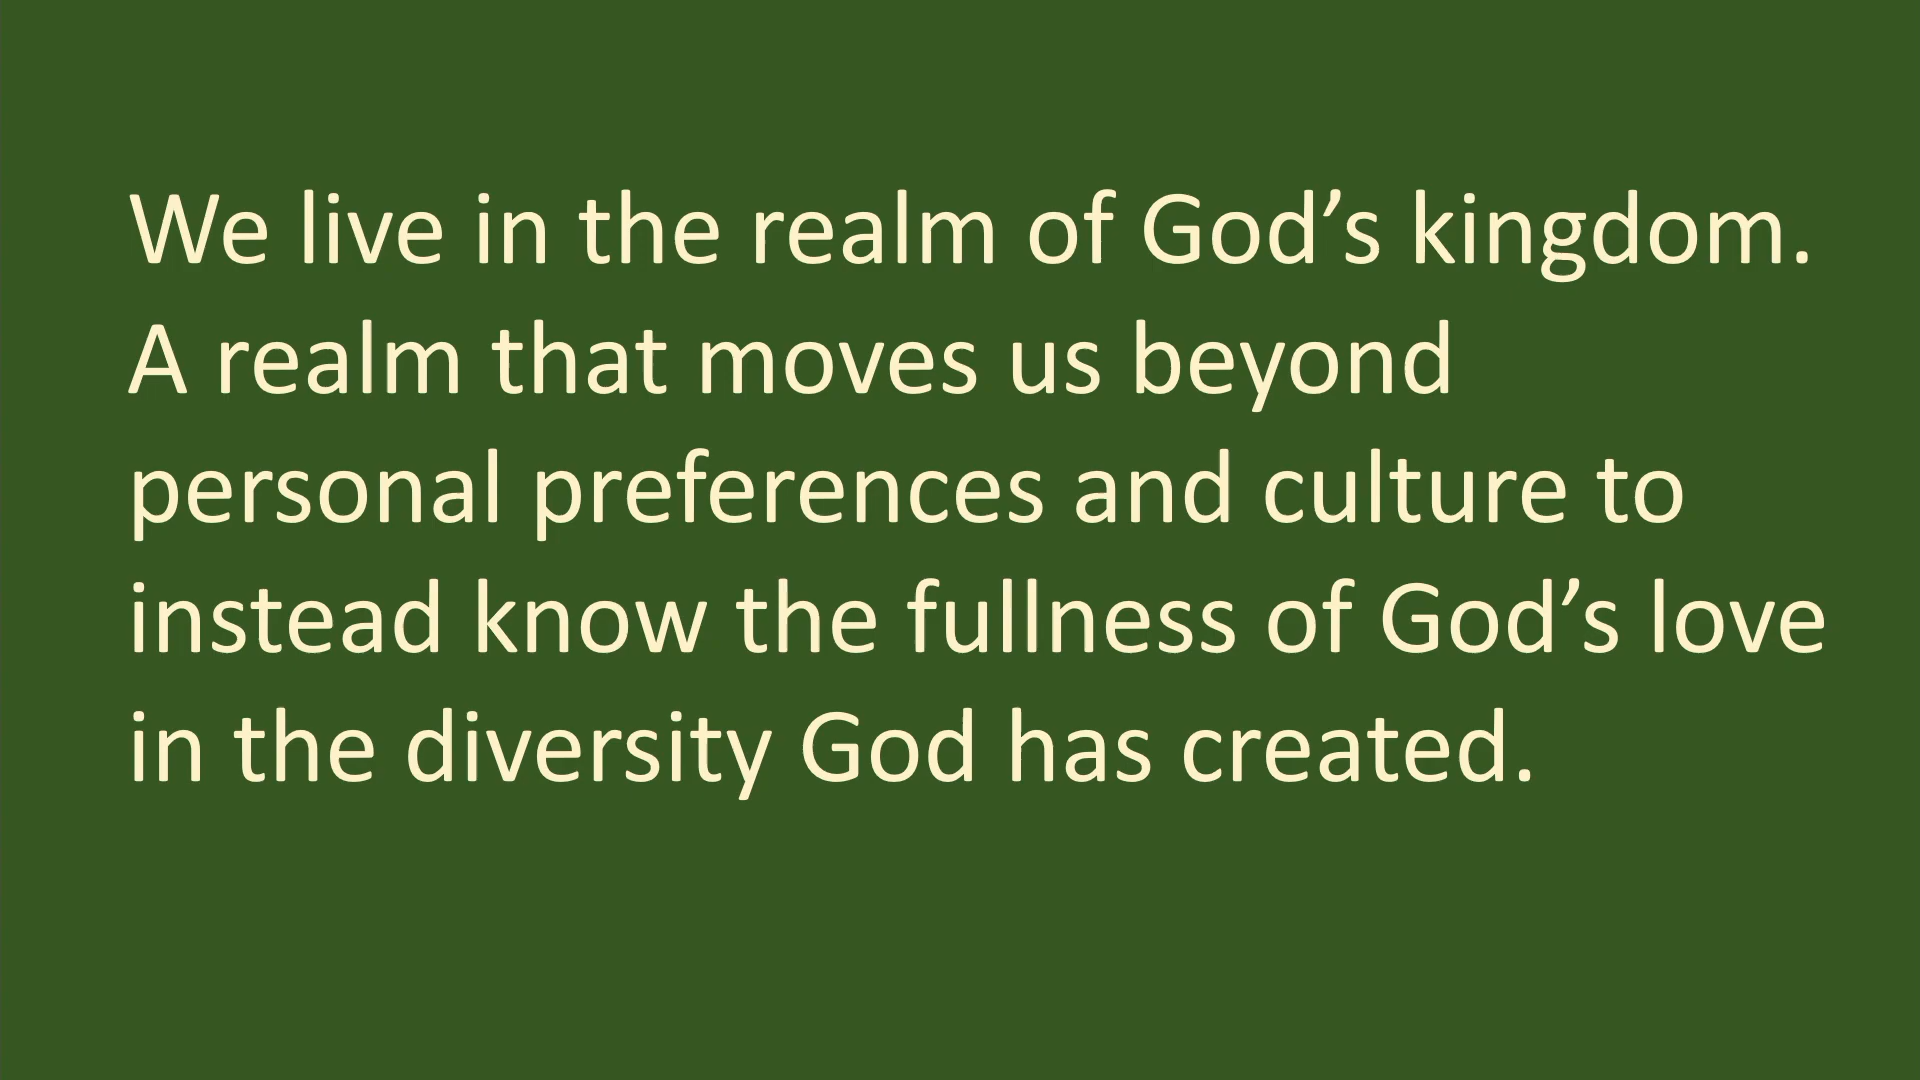 We live in the realm of God’s kingdom.
A realm that moves us beyond
personal preferences and culture to
instead know the fullness of God’s love
in the diversity God has created.